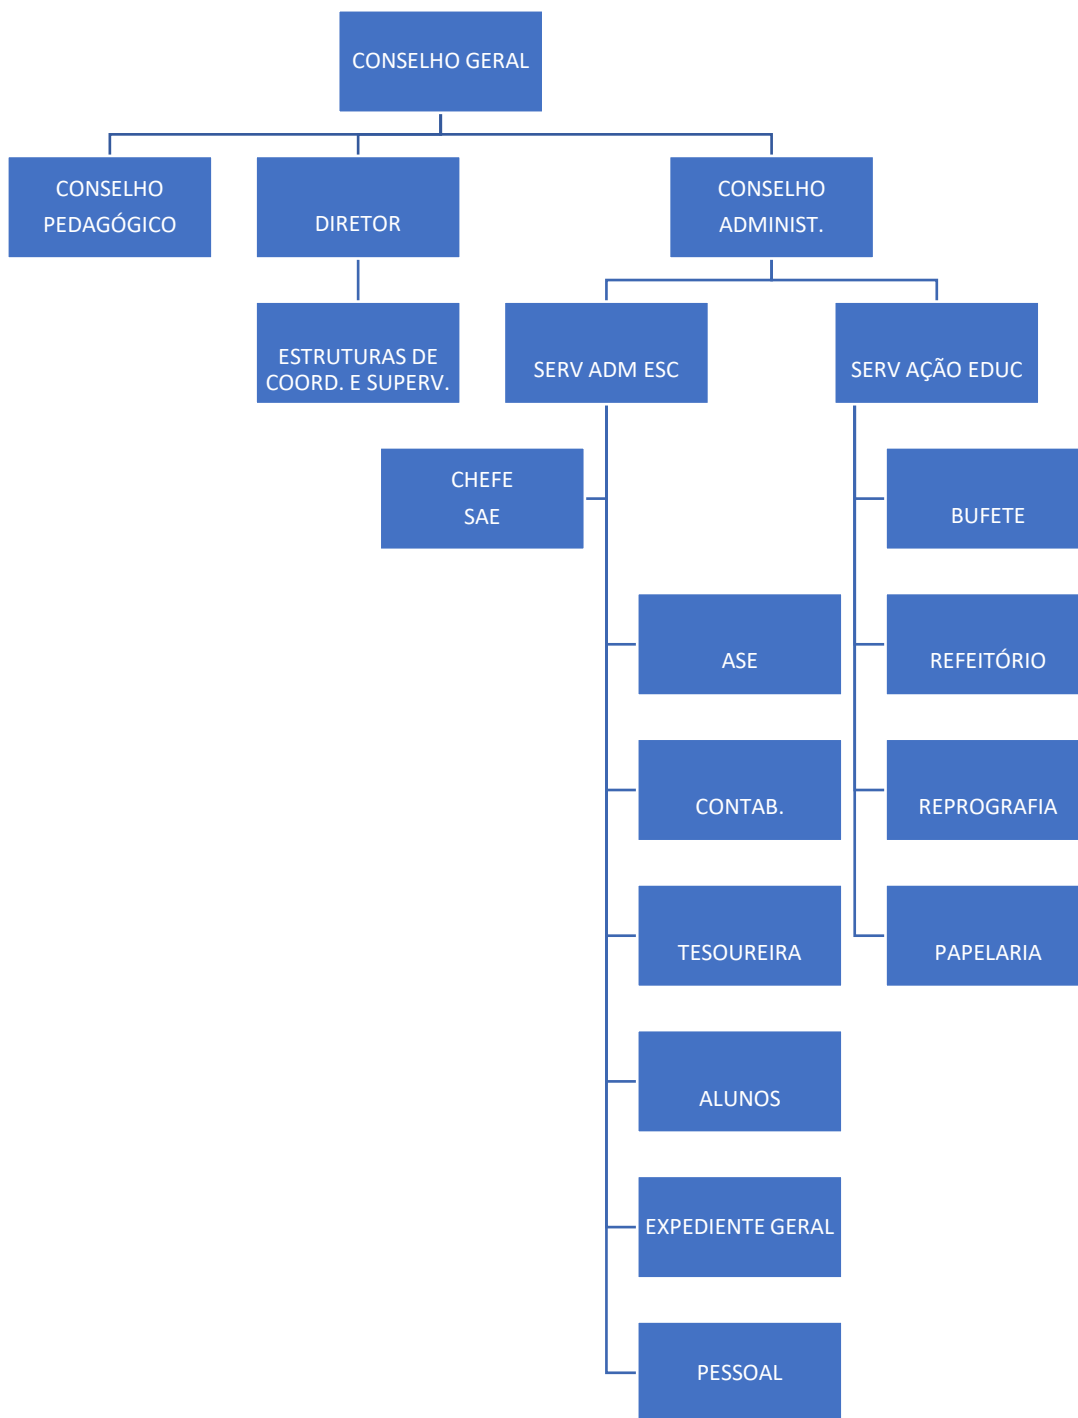 CONSELHO GERAL
CONSELHO
PEDAGÓGICO
DIRETOR
CONSELHO
ADMINIST.
ESTRUTURAS DE
COORD. E SUPERV.
SERV ADM ESC
SERV AÇÃO EDUC
CHEFE
SAE
BUFETE
ASE
REFEITÓRIO
CONTAB.
REPROGRAFIA
TESOUREIRA
PAPELARIA
ALUNOS
EXPEDIENTE GERAL
PESSOAL